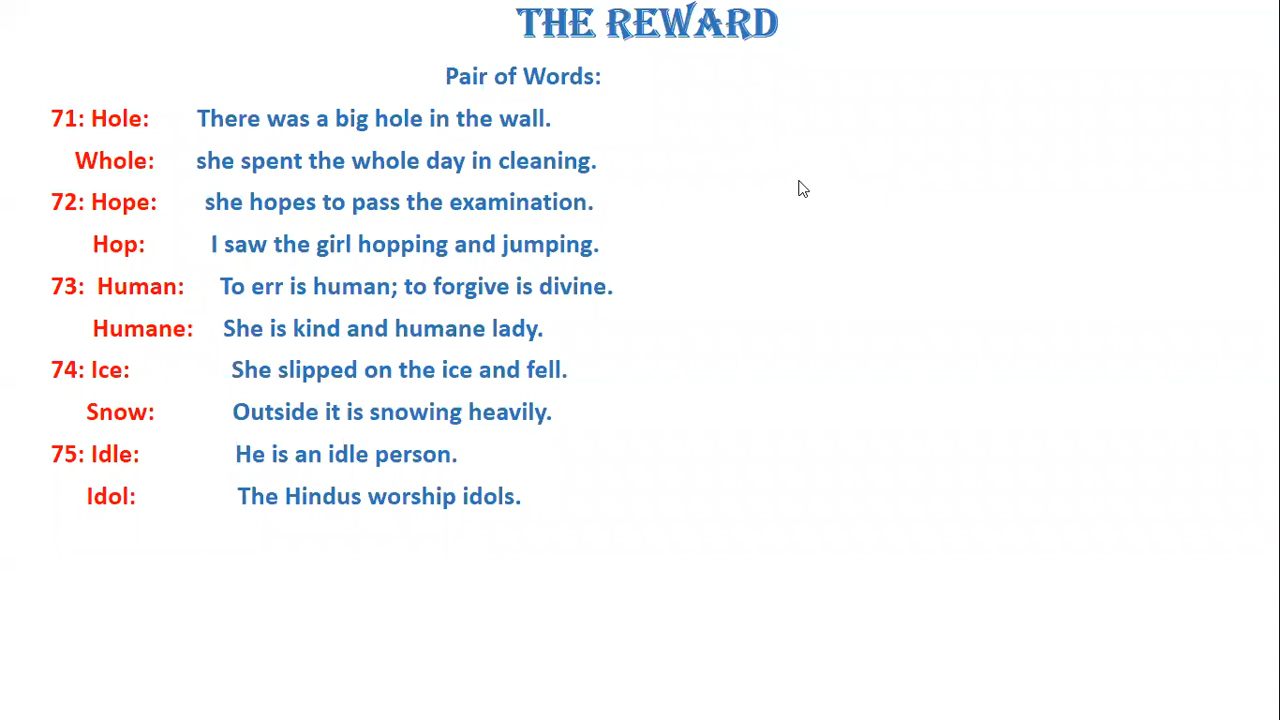 THE REWARD
Pair of Words:
71: Hole: There was a big hole in the wall.
Whole: she spent the whole day in cleaning.
72: Hope: she hopes to pass the examination.
Hop: I saw the girl hopping and jumping.
73: Human: To err is human; to forgive is divine.
Humane: She is kind and humane lady.
74: Ice: She slipped on the ice and fell.
Snow: Outside it is snowing heavily.
75: Idle: He is an idle person.
Idol: The Hindus worship idols.